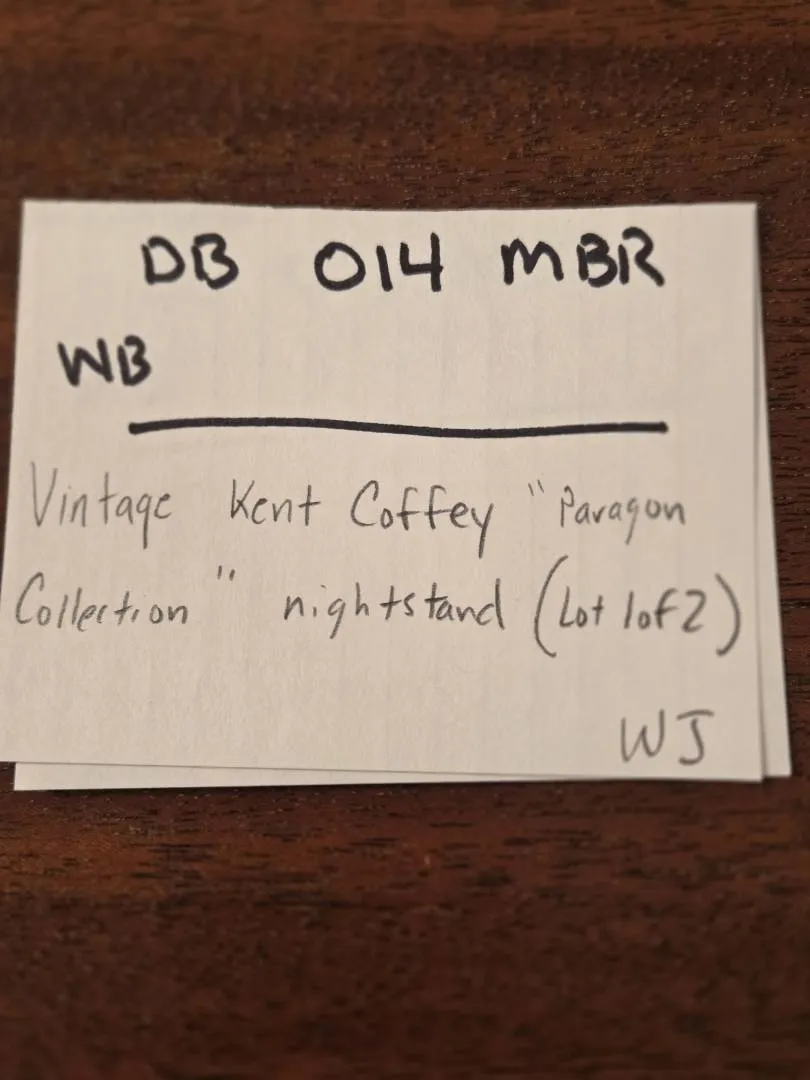 DB 014 MBR
WB
Vintage Kent Coffey "Paragon
Collection" nightstand (Lot 1of2)
WJ